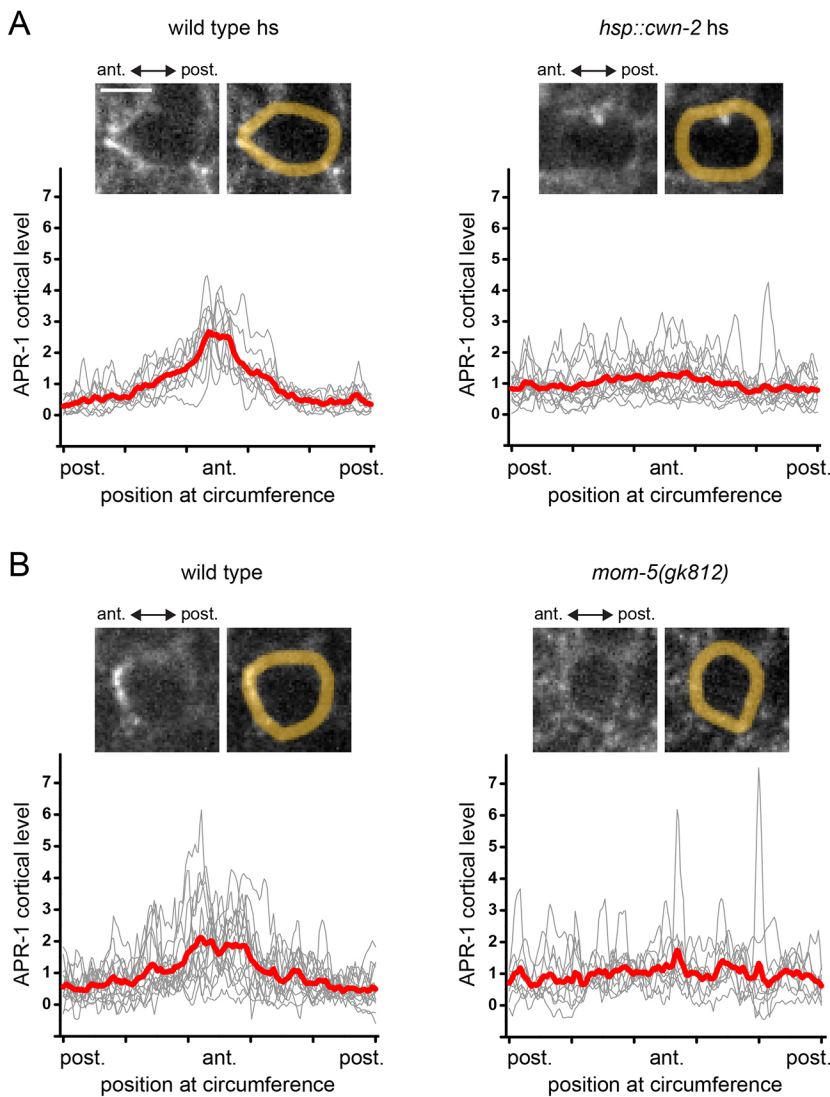 A
wild type hs
hsp::cwn-2 hs
ant. post.
ant. post.
APR-1 cortical level
7
6
5
4
3
2
1
0
post. ant. post.
position at circumference
APR-1 cortical level
7
6
5
4
3
2
1
0
post. ant. post.
position at circumference
B
wild type
mom-5(gk812)
ant. post.
ant. post.
APR-1 cortical level
7
6
5
4
3
2
1
0
post. ant. post.
position at circumference
APR-1 cortical level
7
6
5
4
3
2
1
0
post. ant. post.
position at circumference